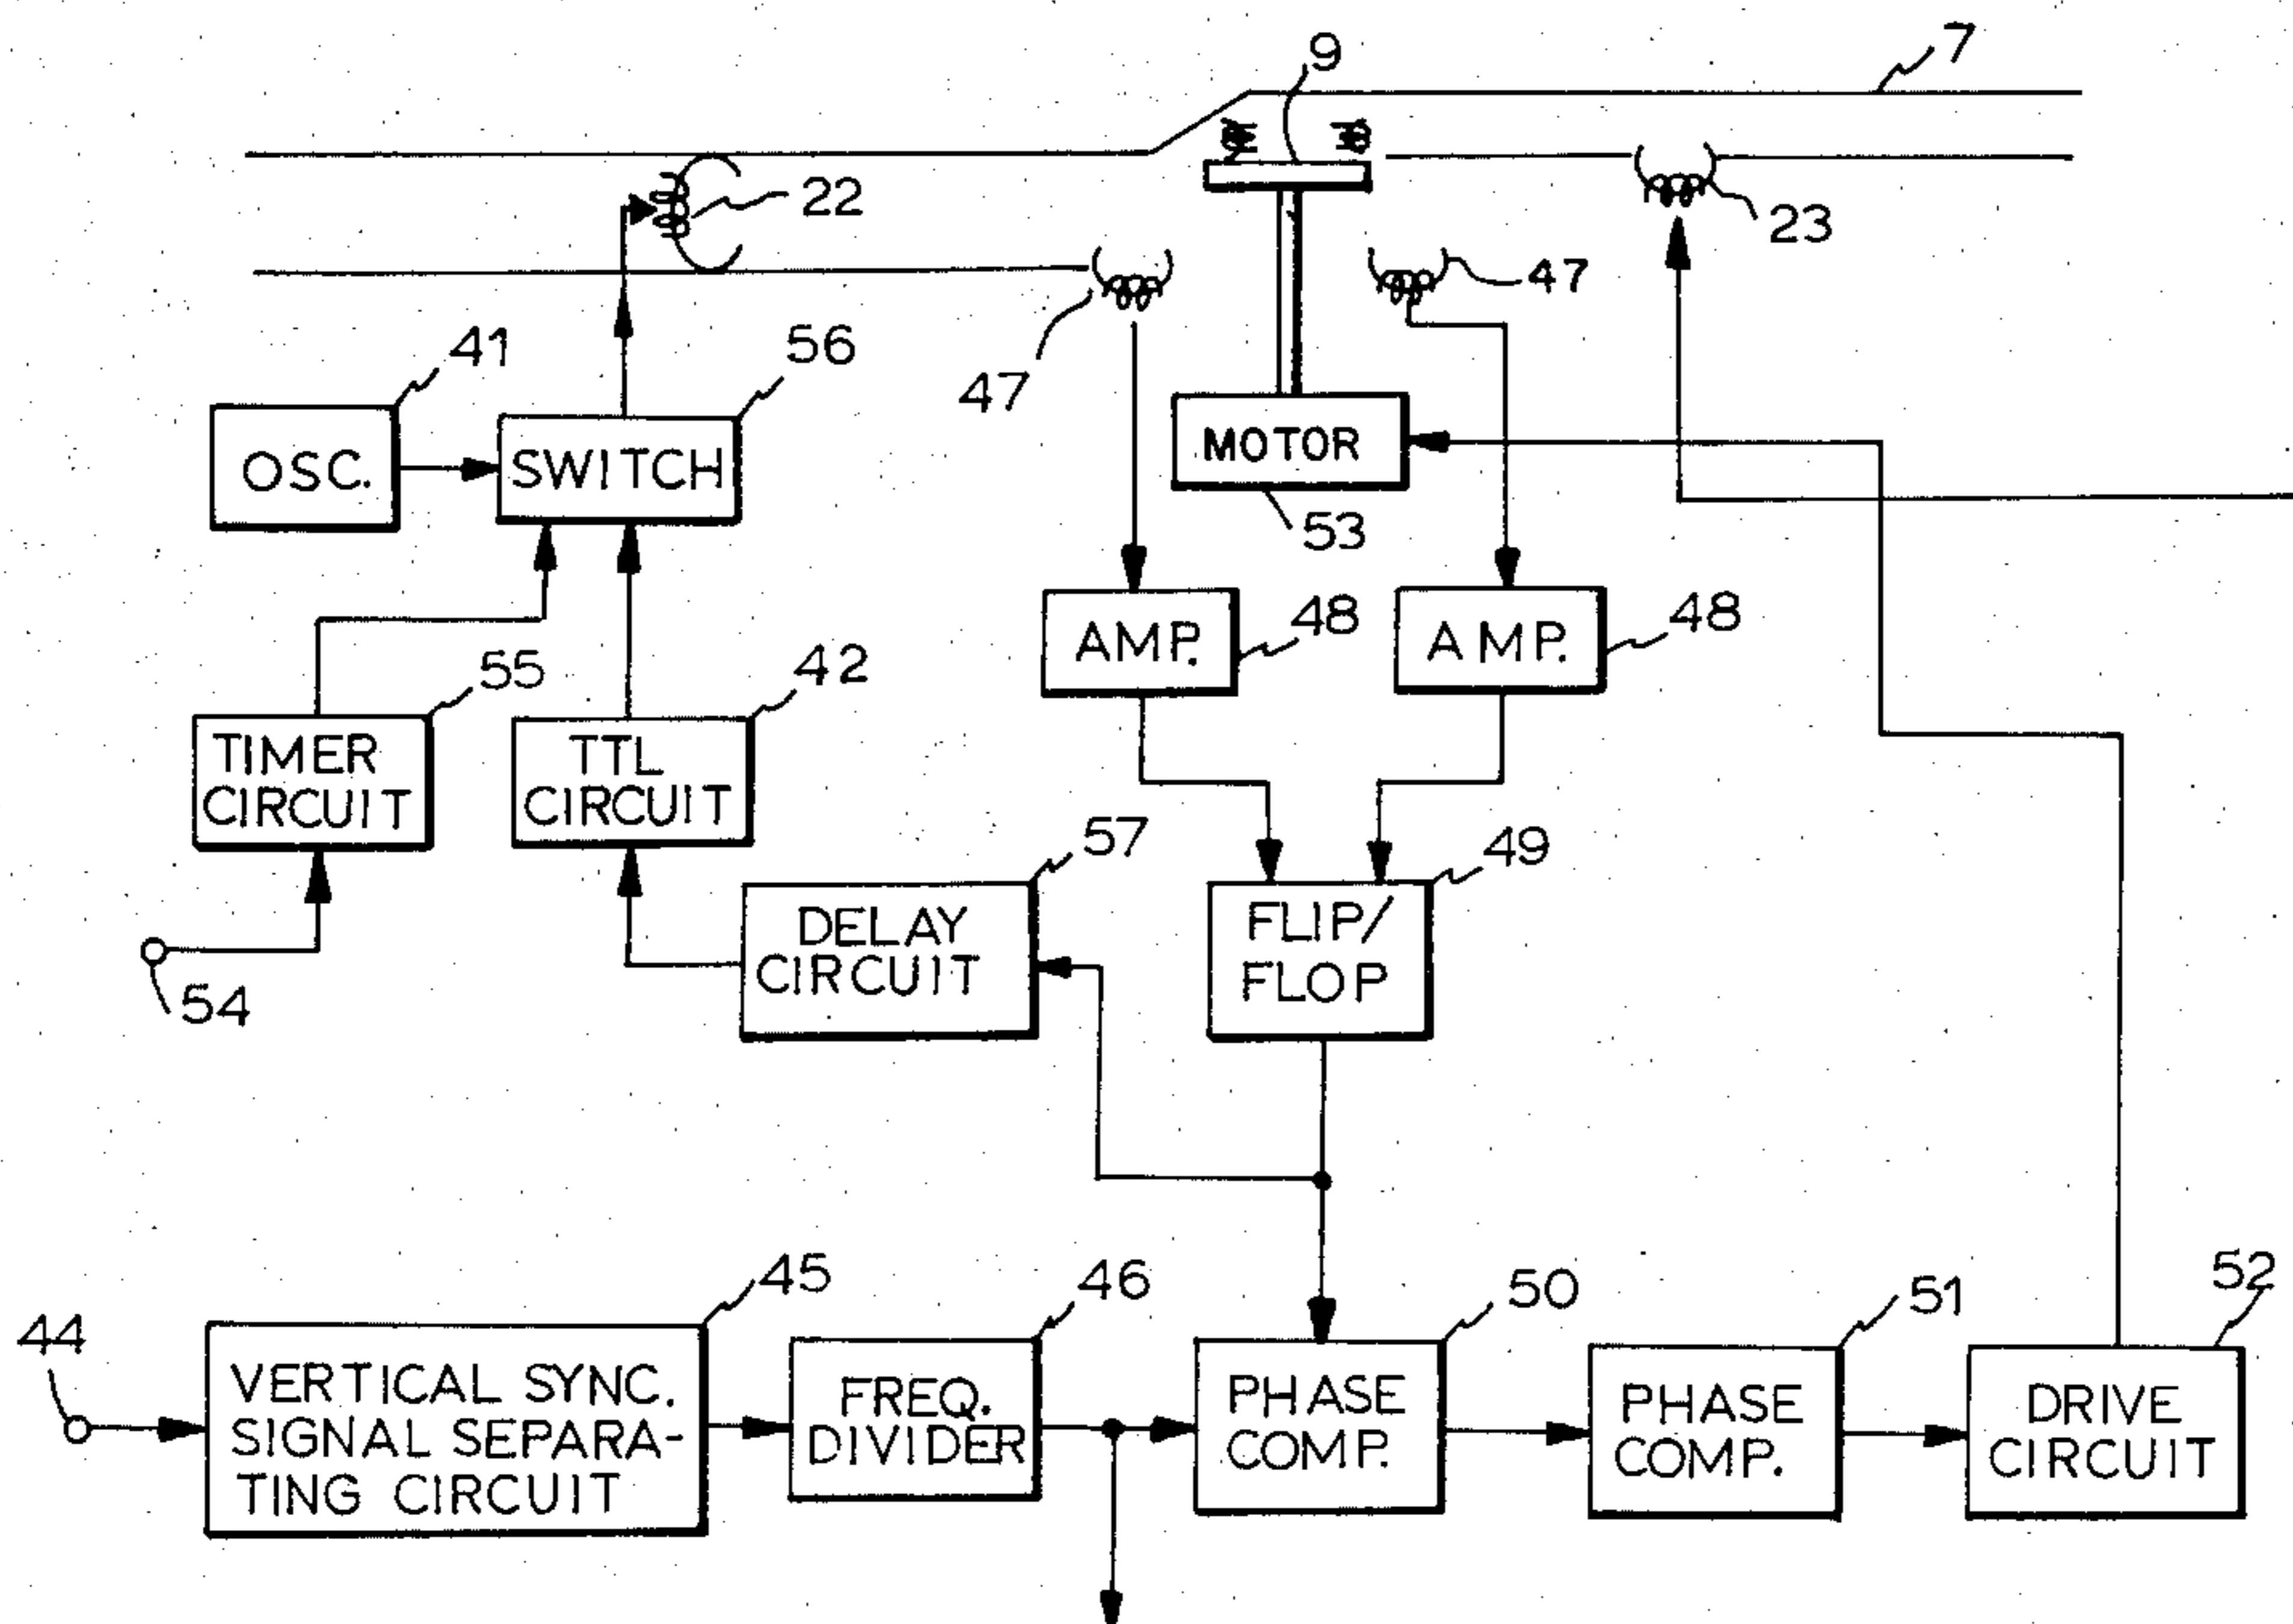 7
9
22
23
47
47
41
56
OSC.
SWITCH
MOTOR
53
48
48
AMP.
AMP.
55
42
TIMER
CIRCUIT
TTL
CIRCUIT
57
49
DELAY
CIRCUIT
FLIP/
FLOP
54
45
46
50
51
52
44
VERTICAL SYNC.
SIGNAL SEPARA-
TING CIRCUIT
FREQ.
DIVIDER
PHASE
COMP.
PHASE
COMP.
DRIVE
CIRCUIT